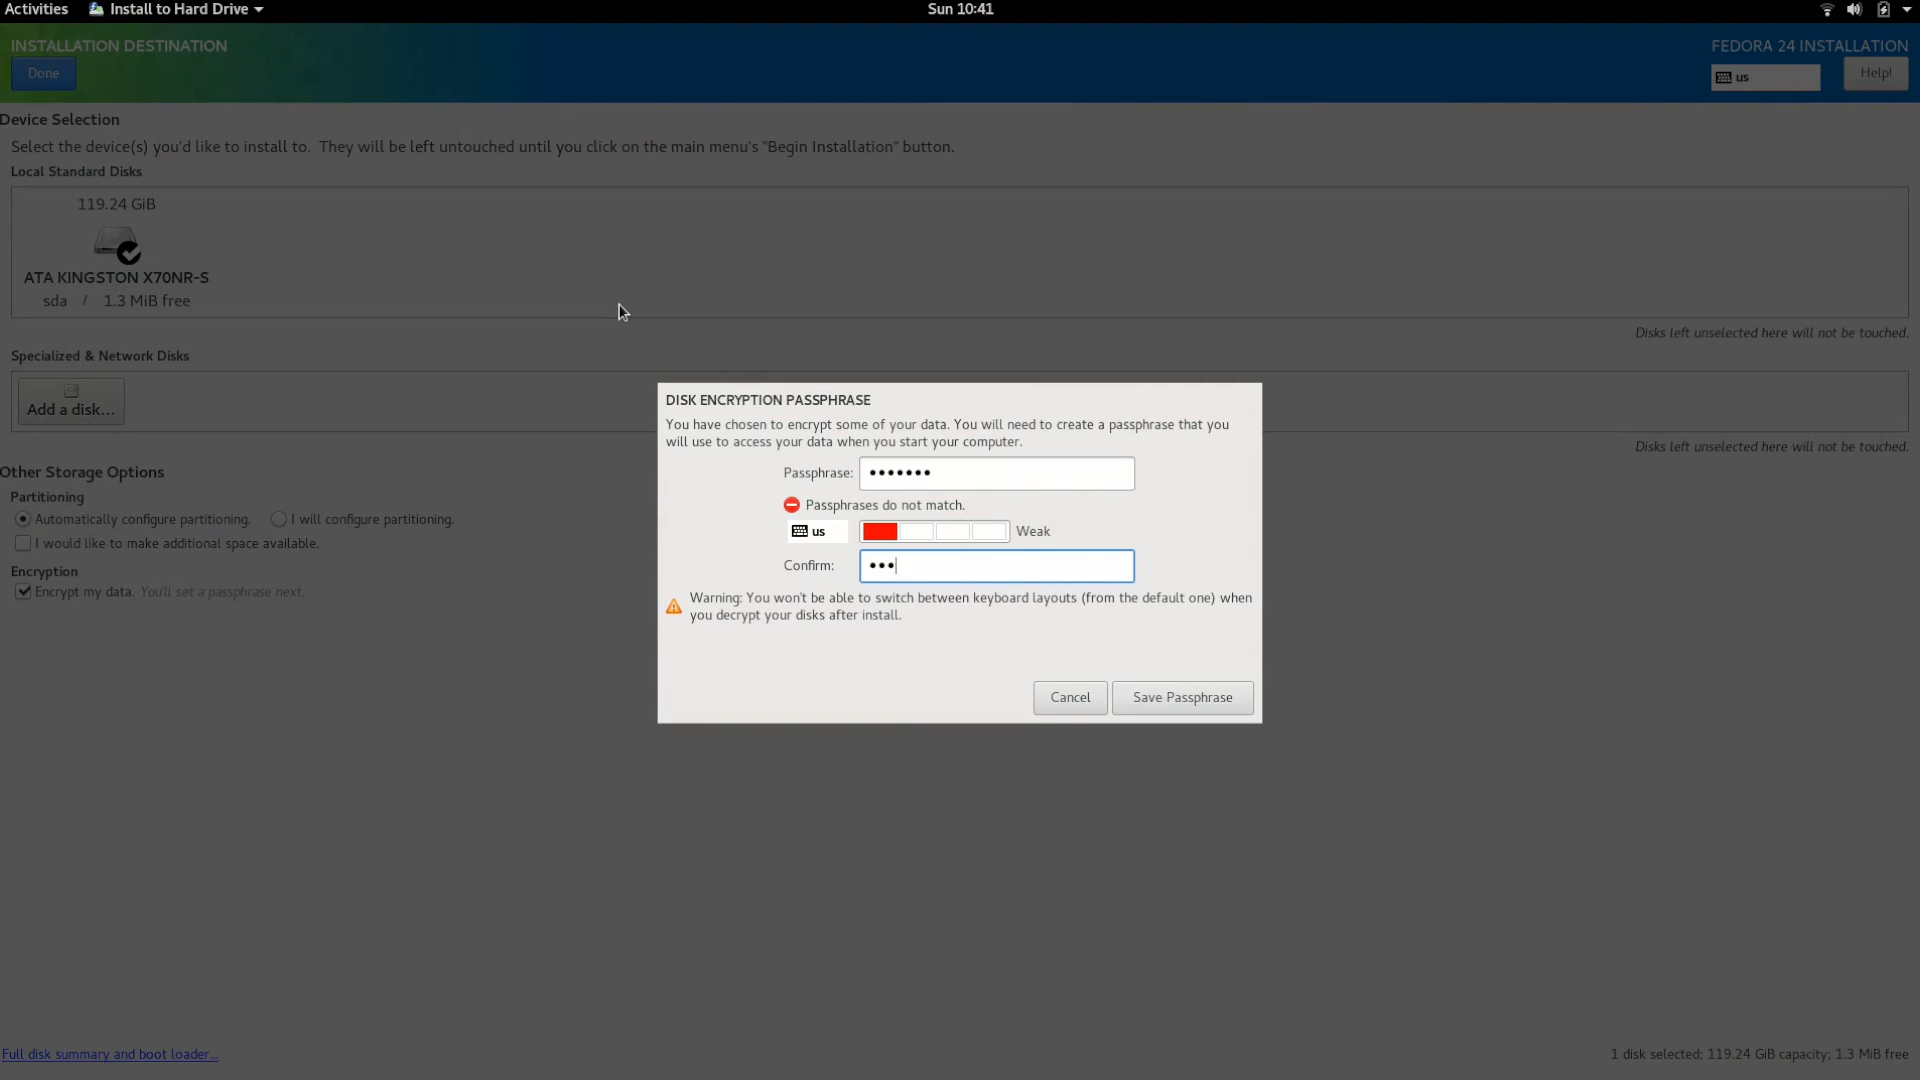 Activities Install to Hard Drive Sun 10:41
INSTALLATION DESTINATION
FEDORA 24 INSTALLATION
Done
us
Help!
Device Selection
Select the device(s) you'd like to install to. They will be left untouched until you click on the main menu's "Begin Installation" button.
Local Standard Disks
119.24 GiB
ATA KINGSTON X70NR-S
sda / 1.3 MiB free
Disks left unselected here will not be touched.
Specialized & Network Disks
Add a disk...
Disks left unselected here will not be touched.
Other Storage Options
Partitioning
Automatically configure partitioning. I will configure partitioning.
I would like to make additional space available.
Encryption
Encrypt my data. You'll set a passphrase next.
DISK ENCRYPTION PASSPHRASE
You have chosen to encrypt some of your data. You will need to create a passphrase that you
will use to access your data when you start your computer.
Passphrase: •••••••
Passphrases do not match.
us Weak
Confirm: •••
Warning: You won't be able to switch between keyboard layouts (from the default one) when
you decrypt your disks after install.
Cancel Save Passphrase
Full disk summary and boot loader...
1 disk selected; 119.24 GiB capacity; 1.3 MiB free